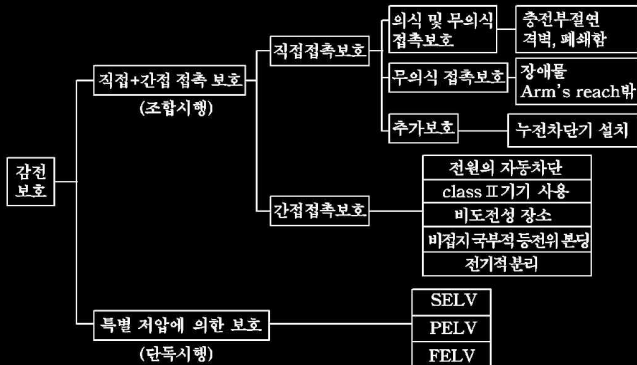 감전
보호
직접+간접 접촉 보호
(조합시행)
직접접촉보호
의식 및 무의식
접촉보호
충전부절연
격벽, 폐쇄함
무의식 접촉보호
장애물
Arm's reach밖
추가보호
누전차단기 설치
간접접촉보호
전원의 자동차단
class Ⅱ기기 사용
비도전성 장소
비접지국부적등전위본딩
전기적분리
특별 저압에 의한 보호
(단독시행)
SELV
PELV
FELV